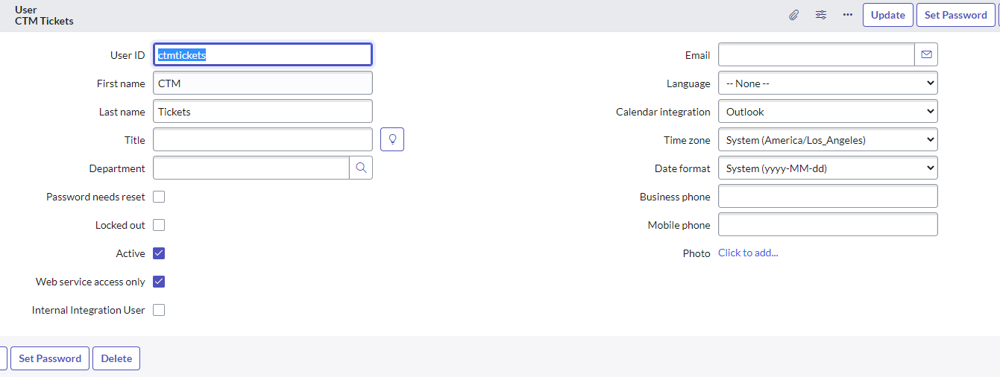 User
CTM Tickets
Update
Set Password
User ID
ctmtickets
First name
CTM
Last name
Tickets
Title
Department
Password needs reset
Locked out
Active
Web service access only
Internal Integration User
Email
Language
-- None --
Calendar integration
Outlook
Time zone
System (America/Los_Angeles)
Date format
System (yyyy-MM-dd)
Business phone
Mobile phone
Photo
Click to add...
Set Password
Delete